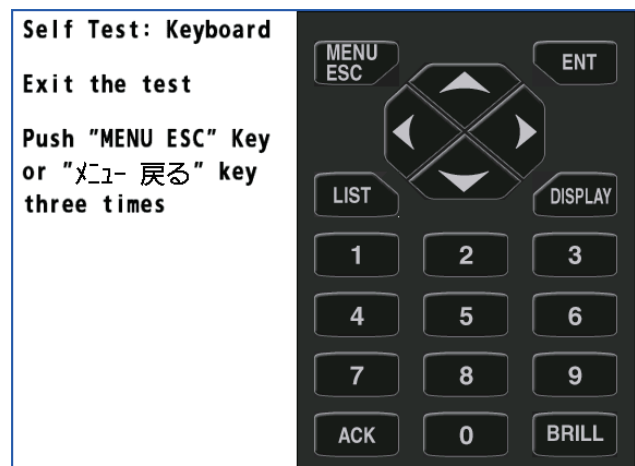 Self Test: Keyboard
Exit the test
Push "MENU ESC" Key
or "ﾒﾆｭｰ 戻る" key
three times
MENU
ESC
ENT
LIST
DISPLAY
1
2
3
4
5
6
7
8
9
ACK
0
BRILL